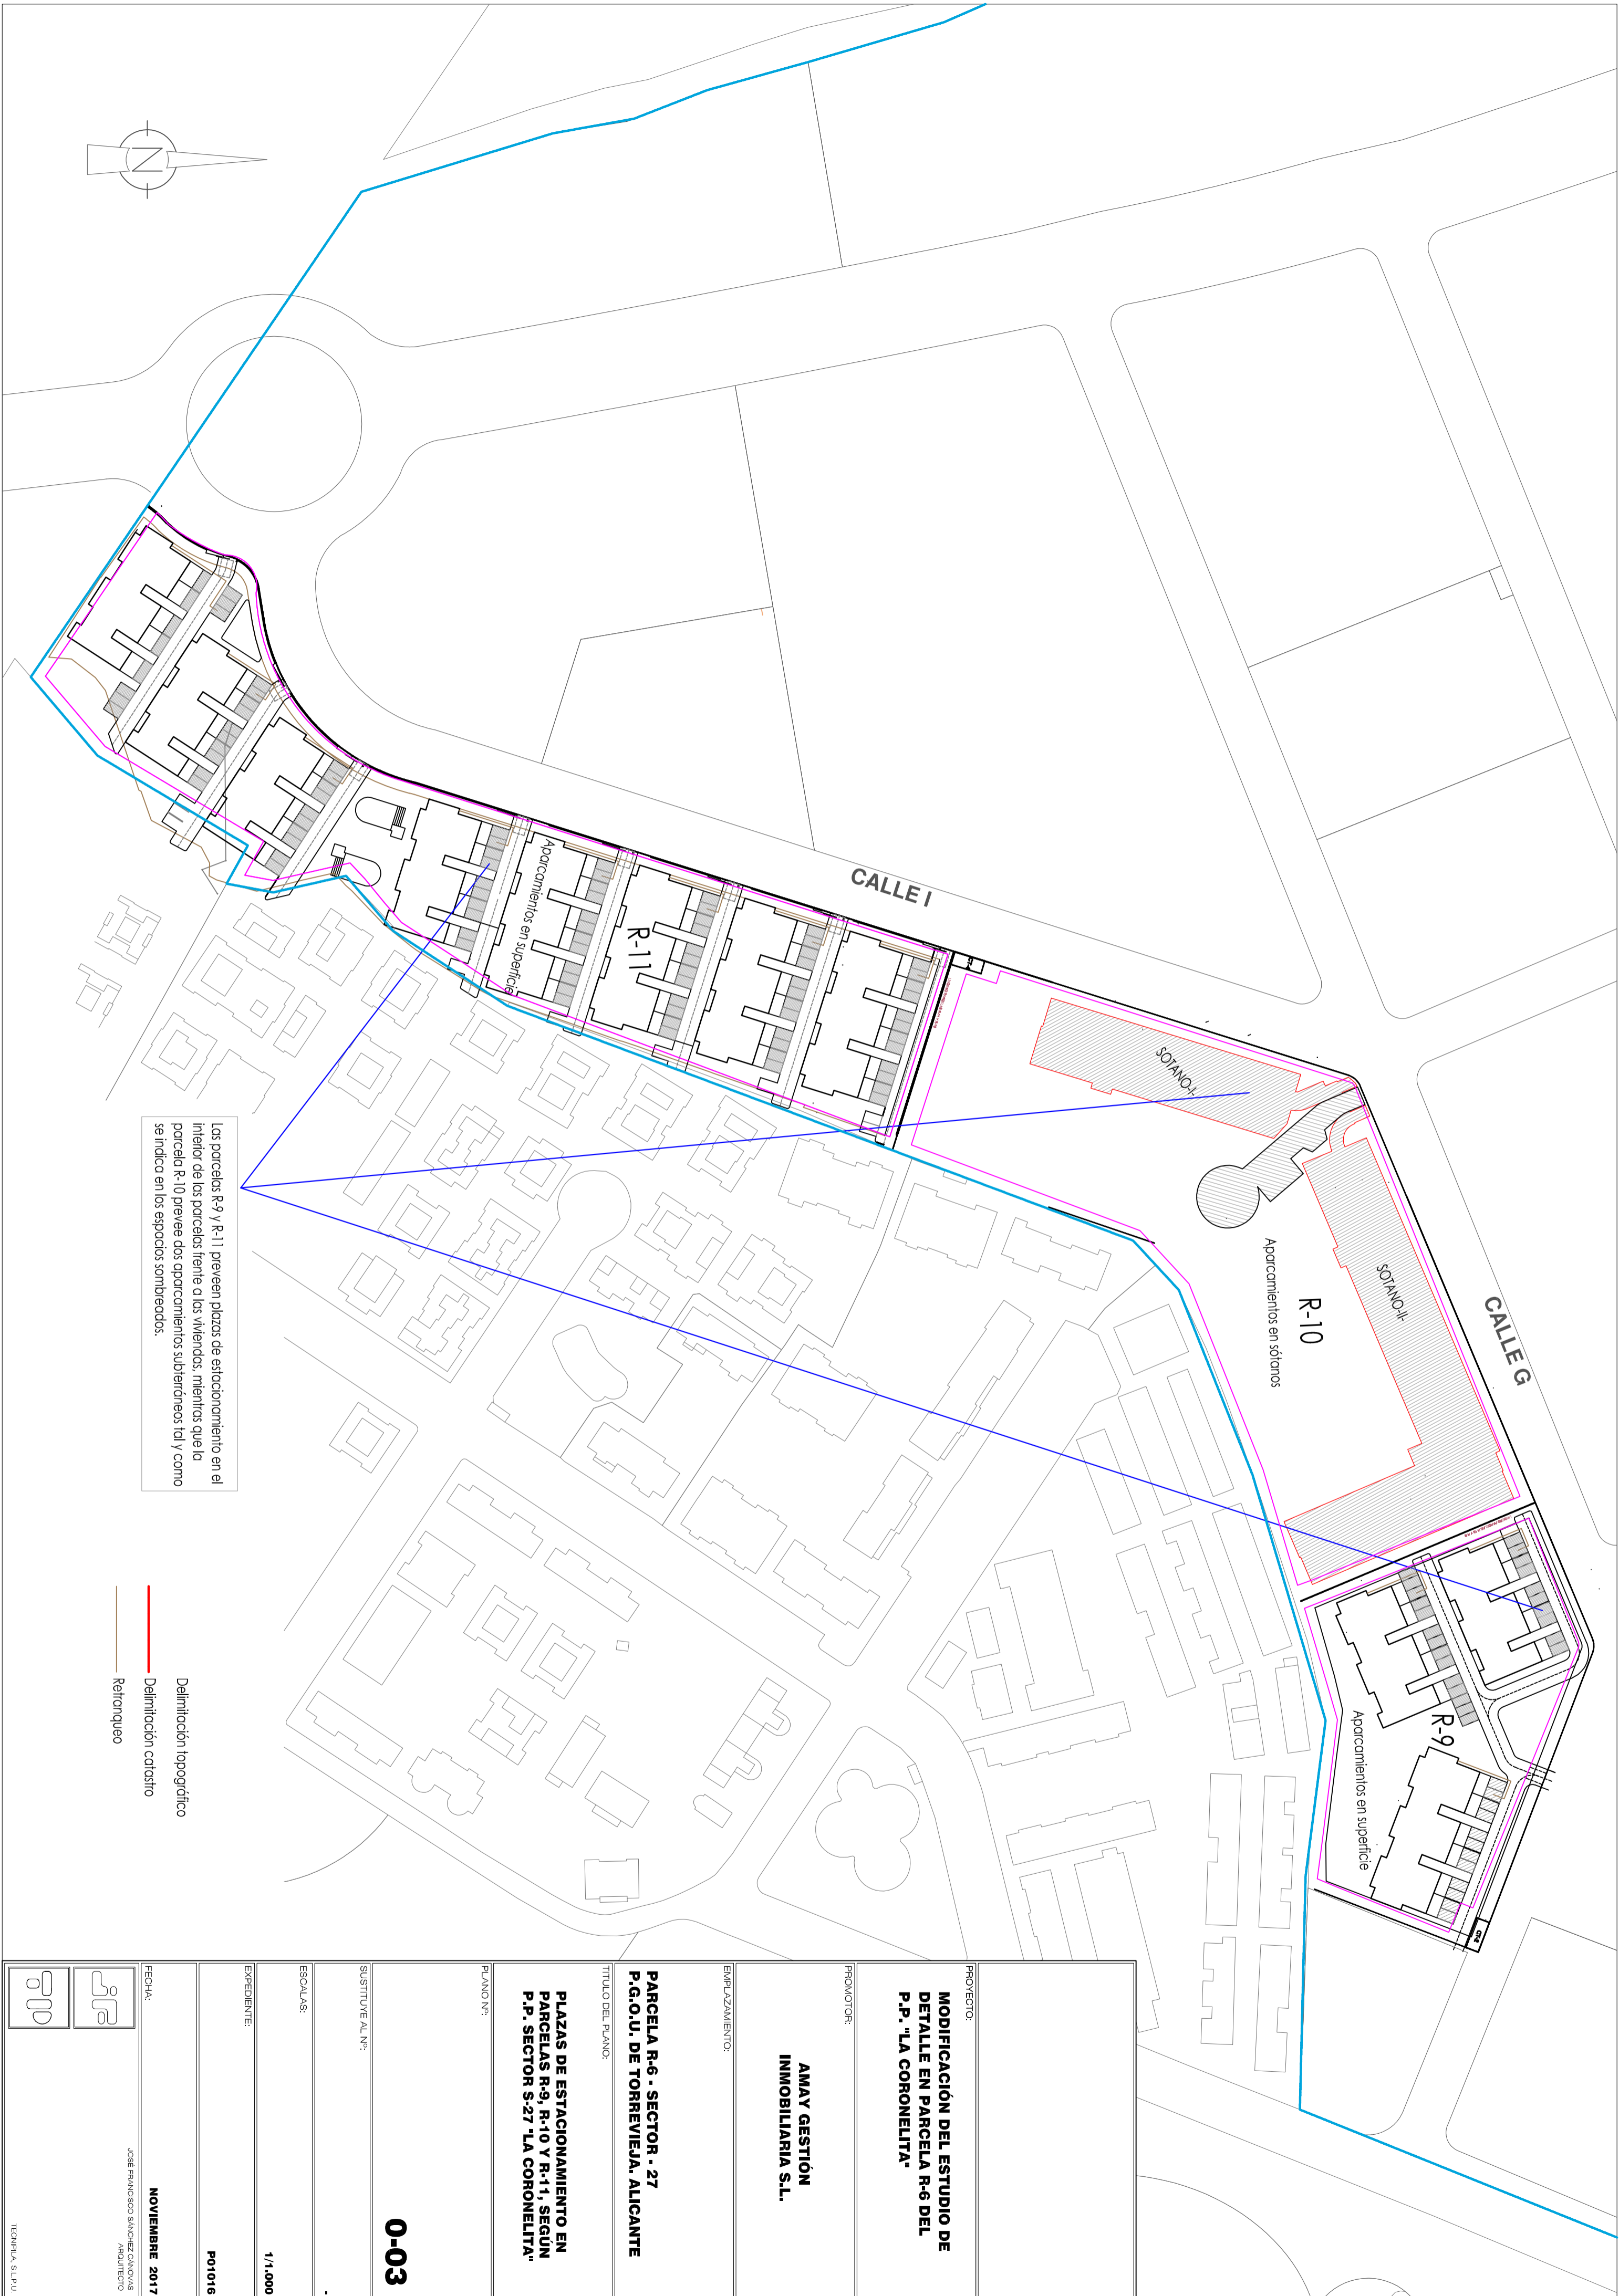 N
CALLE I
CALLE G
R-11
Aparcamientos en superficie
SOTANO-I-
SOTANO-II-
R-10
Aparcamientos en sótanos
R-9
Aparcamientos en superficie
Las parcelas R-9 y R-11 preveen plazas de estacionamiento en el
interior de las parcelas frente a las viviendas, mientras que la
parcela R-10 prevee dos aparcamientos subterráneos tal y como
se indica en los espacios sombreados.
Delimitación topográfico
Delimitación catastro
Retranqueo
PROYECTO:
MODIFICACIÓN DEL ESTUDIO DE
DETALLE EN PARCELA R-6 DEL
P.P. "LA CORONELITA"
PROMOTOR:
AMAY GESTIÓN
INMOBILIARIA S.L.
EMPLAZAMIENTO:
PARCELA R-6 - SECTOR - 27
P.G.O.U. DE TORREVIEJA. ALICANTE
TITULO DEL PLANO:
PLAZAS DE ESTACIONAMIENTO EN
PARCELAS R-9, R-10 Y R-11, SEGÚN
P.P. SECTOR S-27 "LA CORONELITA"
PLANO Nº:
0-03
SUSTITUYE AL Nº:
-
ESCALAS:
1/1.000
EXPEDIENTE:
P01016
FECHA:
NOVIEMBRE 2017
JOSÉ FRANCISCO SÁNCHEZ CÁNOVAS
ARQUITECTO
TECNIPILA, S.L.P.U.